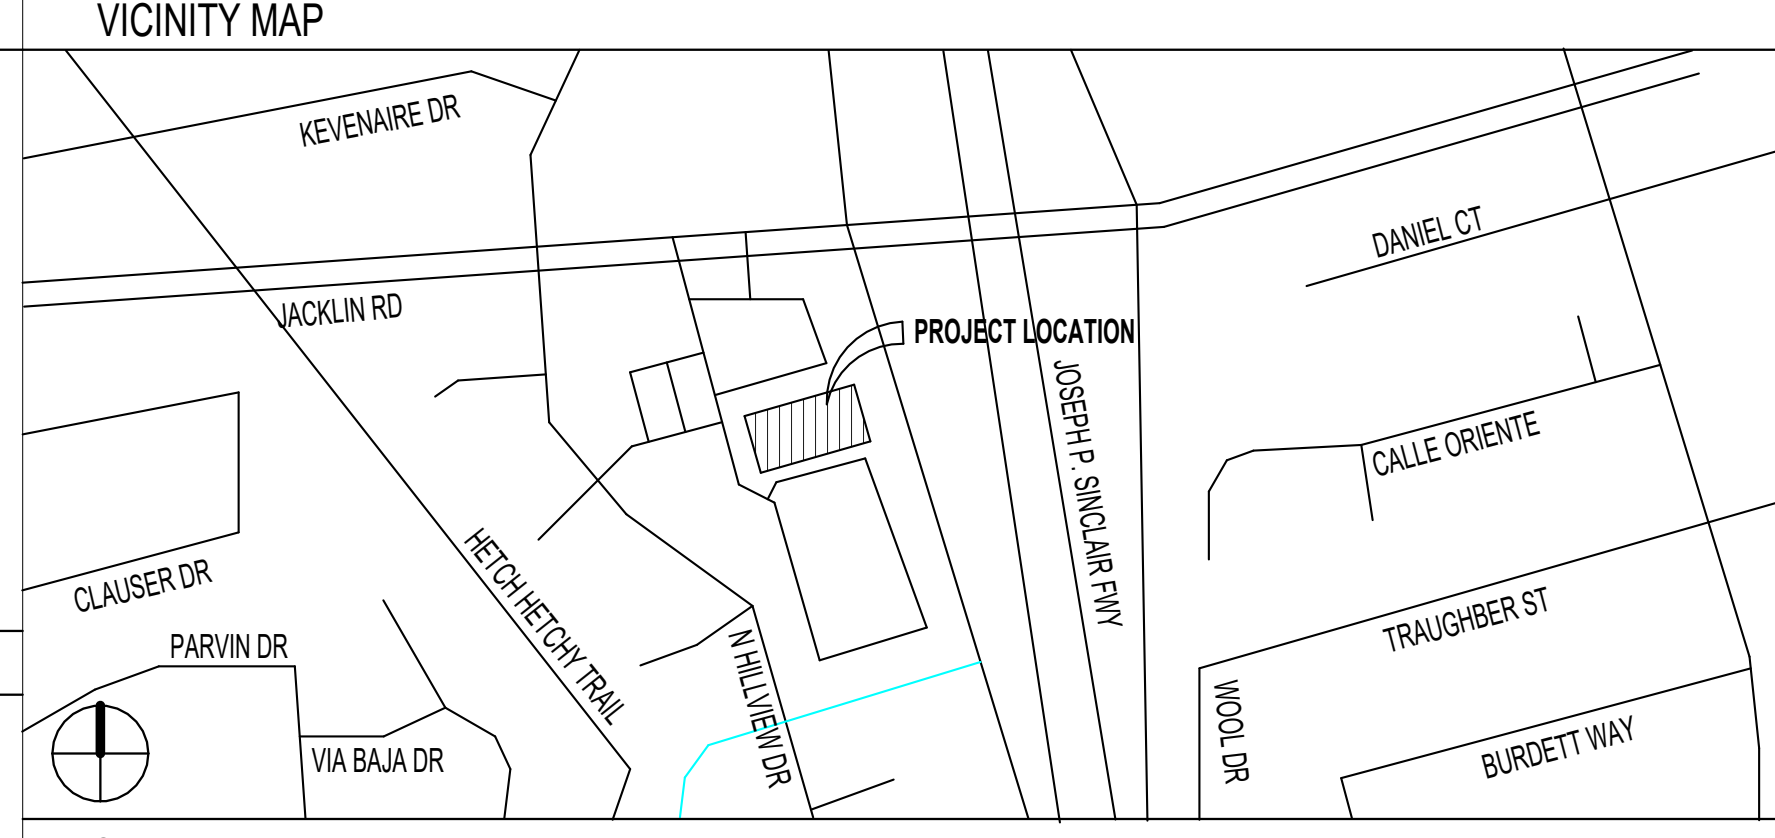 VICINITY MAP
KEVENAIRE DR
DANIEL CT
JACKLIN RD
PROJECT LOCATION
JOSEPH P. SINCLAIR FWY
CALLE ORIENTE
HETCH HETCHY TRAIL
CLAUSER DR
TRAUGHBER ST
PARVIN DR
N HILLVIEW DR
WOOL DR
BURDETT WAY
VIA BAJA DR